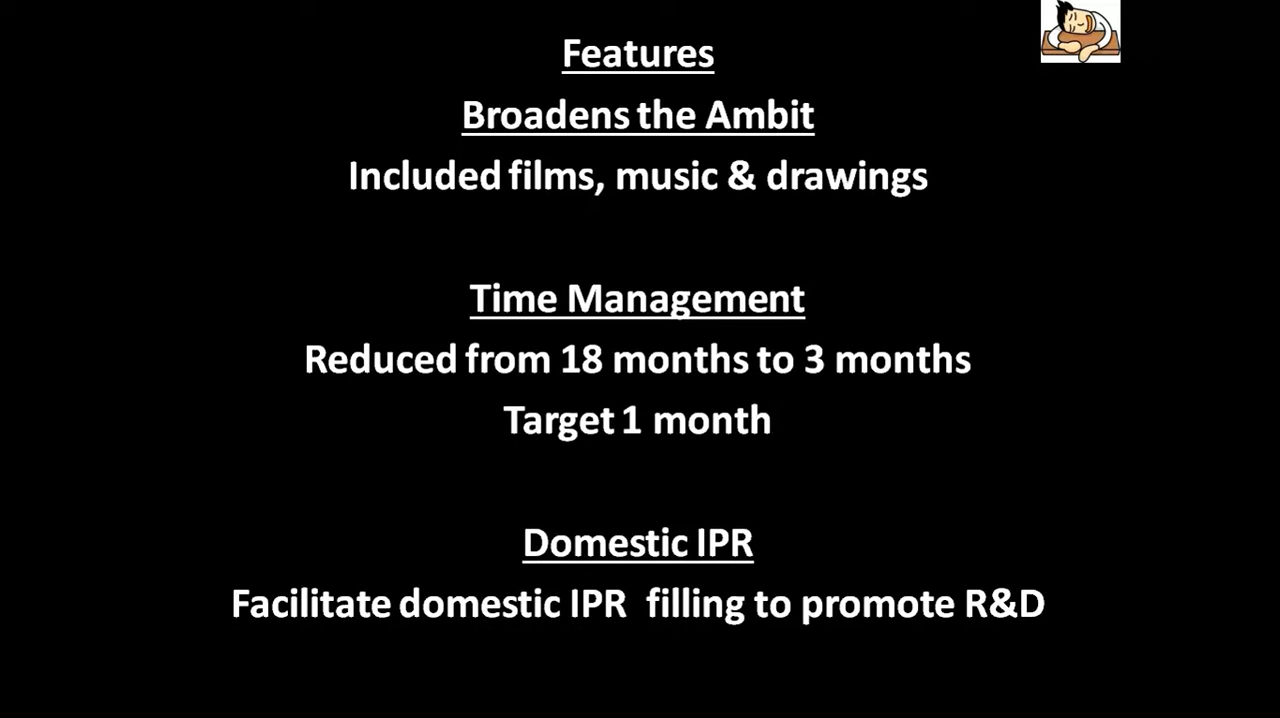 Features
Broadens the Ambit
Included films, music & drawings
Time Management
Reduced from 18 months to 3 months
Target 1 month
Domestic IPR
Facilitate domestic IPR  filling to promote R&D